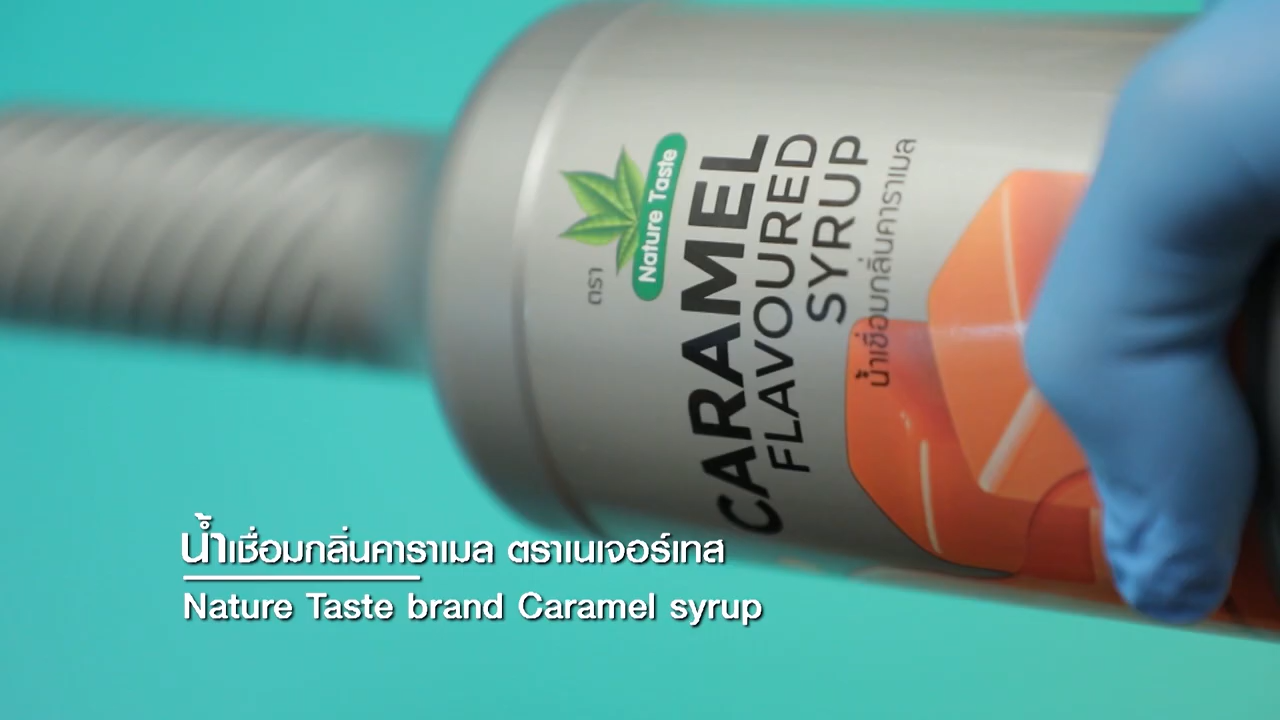 ตรา
Nature Taste
CARAMEL
FLAVOURED
SYRUP
น้ำเชื่อมกลิ่นคาราเมล
น้ำเชื่อมกลิ่นคาราเมล ตราเนเจอร์เทส
Nature Taste brand Caramel syrup